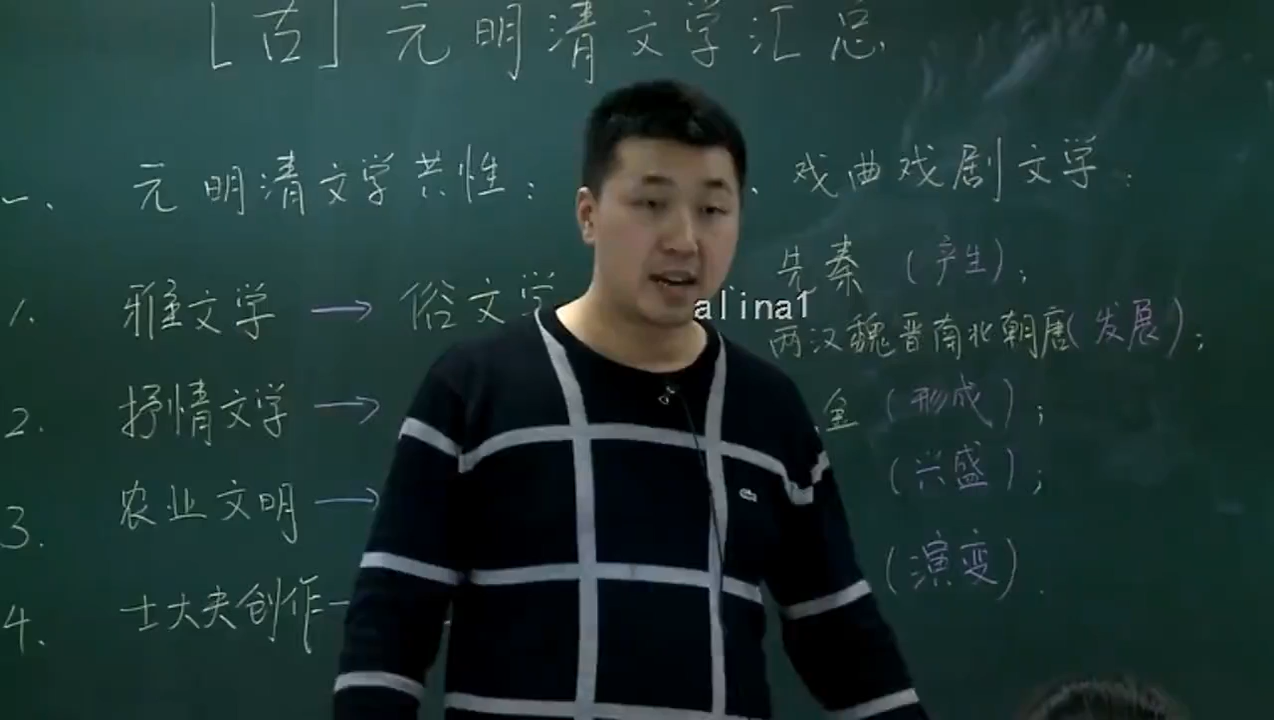 [古] 元明清文学汇总
一、元明清文学共性：
1. 雅文学 → 俗文学
2. 抒情文学 →
3. 农业文明 →
4. 士大夫创作
、戏曲戏剧文学：
先秦（产生）；
两汉魏晋南北朝唐（发展）；
金（形成）；
（兴盛）；
（演变）.
alina1